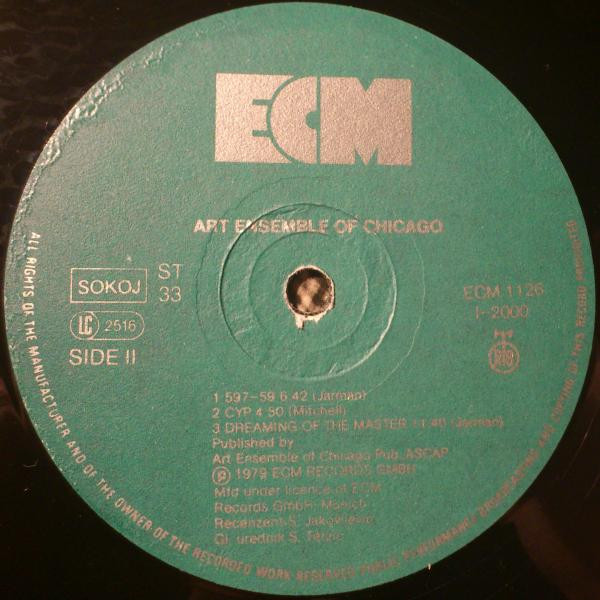 ECM
ART ENSEMBLE OF CHICAGO
SOKOJ
ST
33
LC 2516
SIDE II
ECM 1126
I-2000
RTB
1 597-59 6 42 (Jarman)
2 CYP 4 50 (Mitchell)
3 DREAMING OF THE MASTER 11 40 (Jarman)
Published by
Art Ensemble of Chicago Pub. ASCAP
℗ 1979 ECM RECORDS GMBH
Mfd under licence of ECM
Records GmbH. Munich
Recenzent S. Jakovljević
Gl. urednik S. Terzić
ALL RIGHTS OF THE MANUFACTURER AND OF THE OWNER OF THE RECORDED WORK RESERVED PUBLIC PERFORMANCE BROADCASTING AND COPYING OF THIS RECORD PROHIBITED